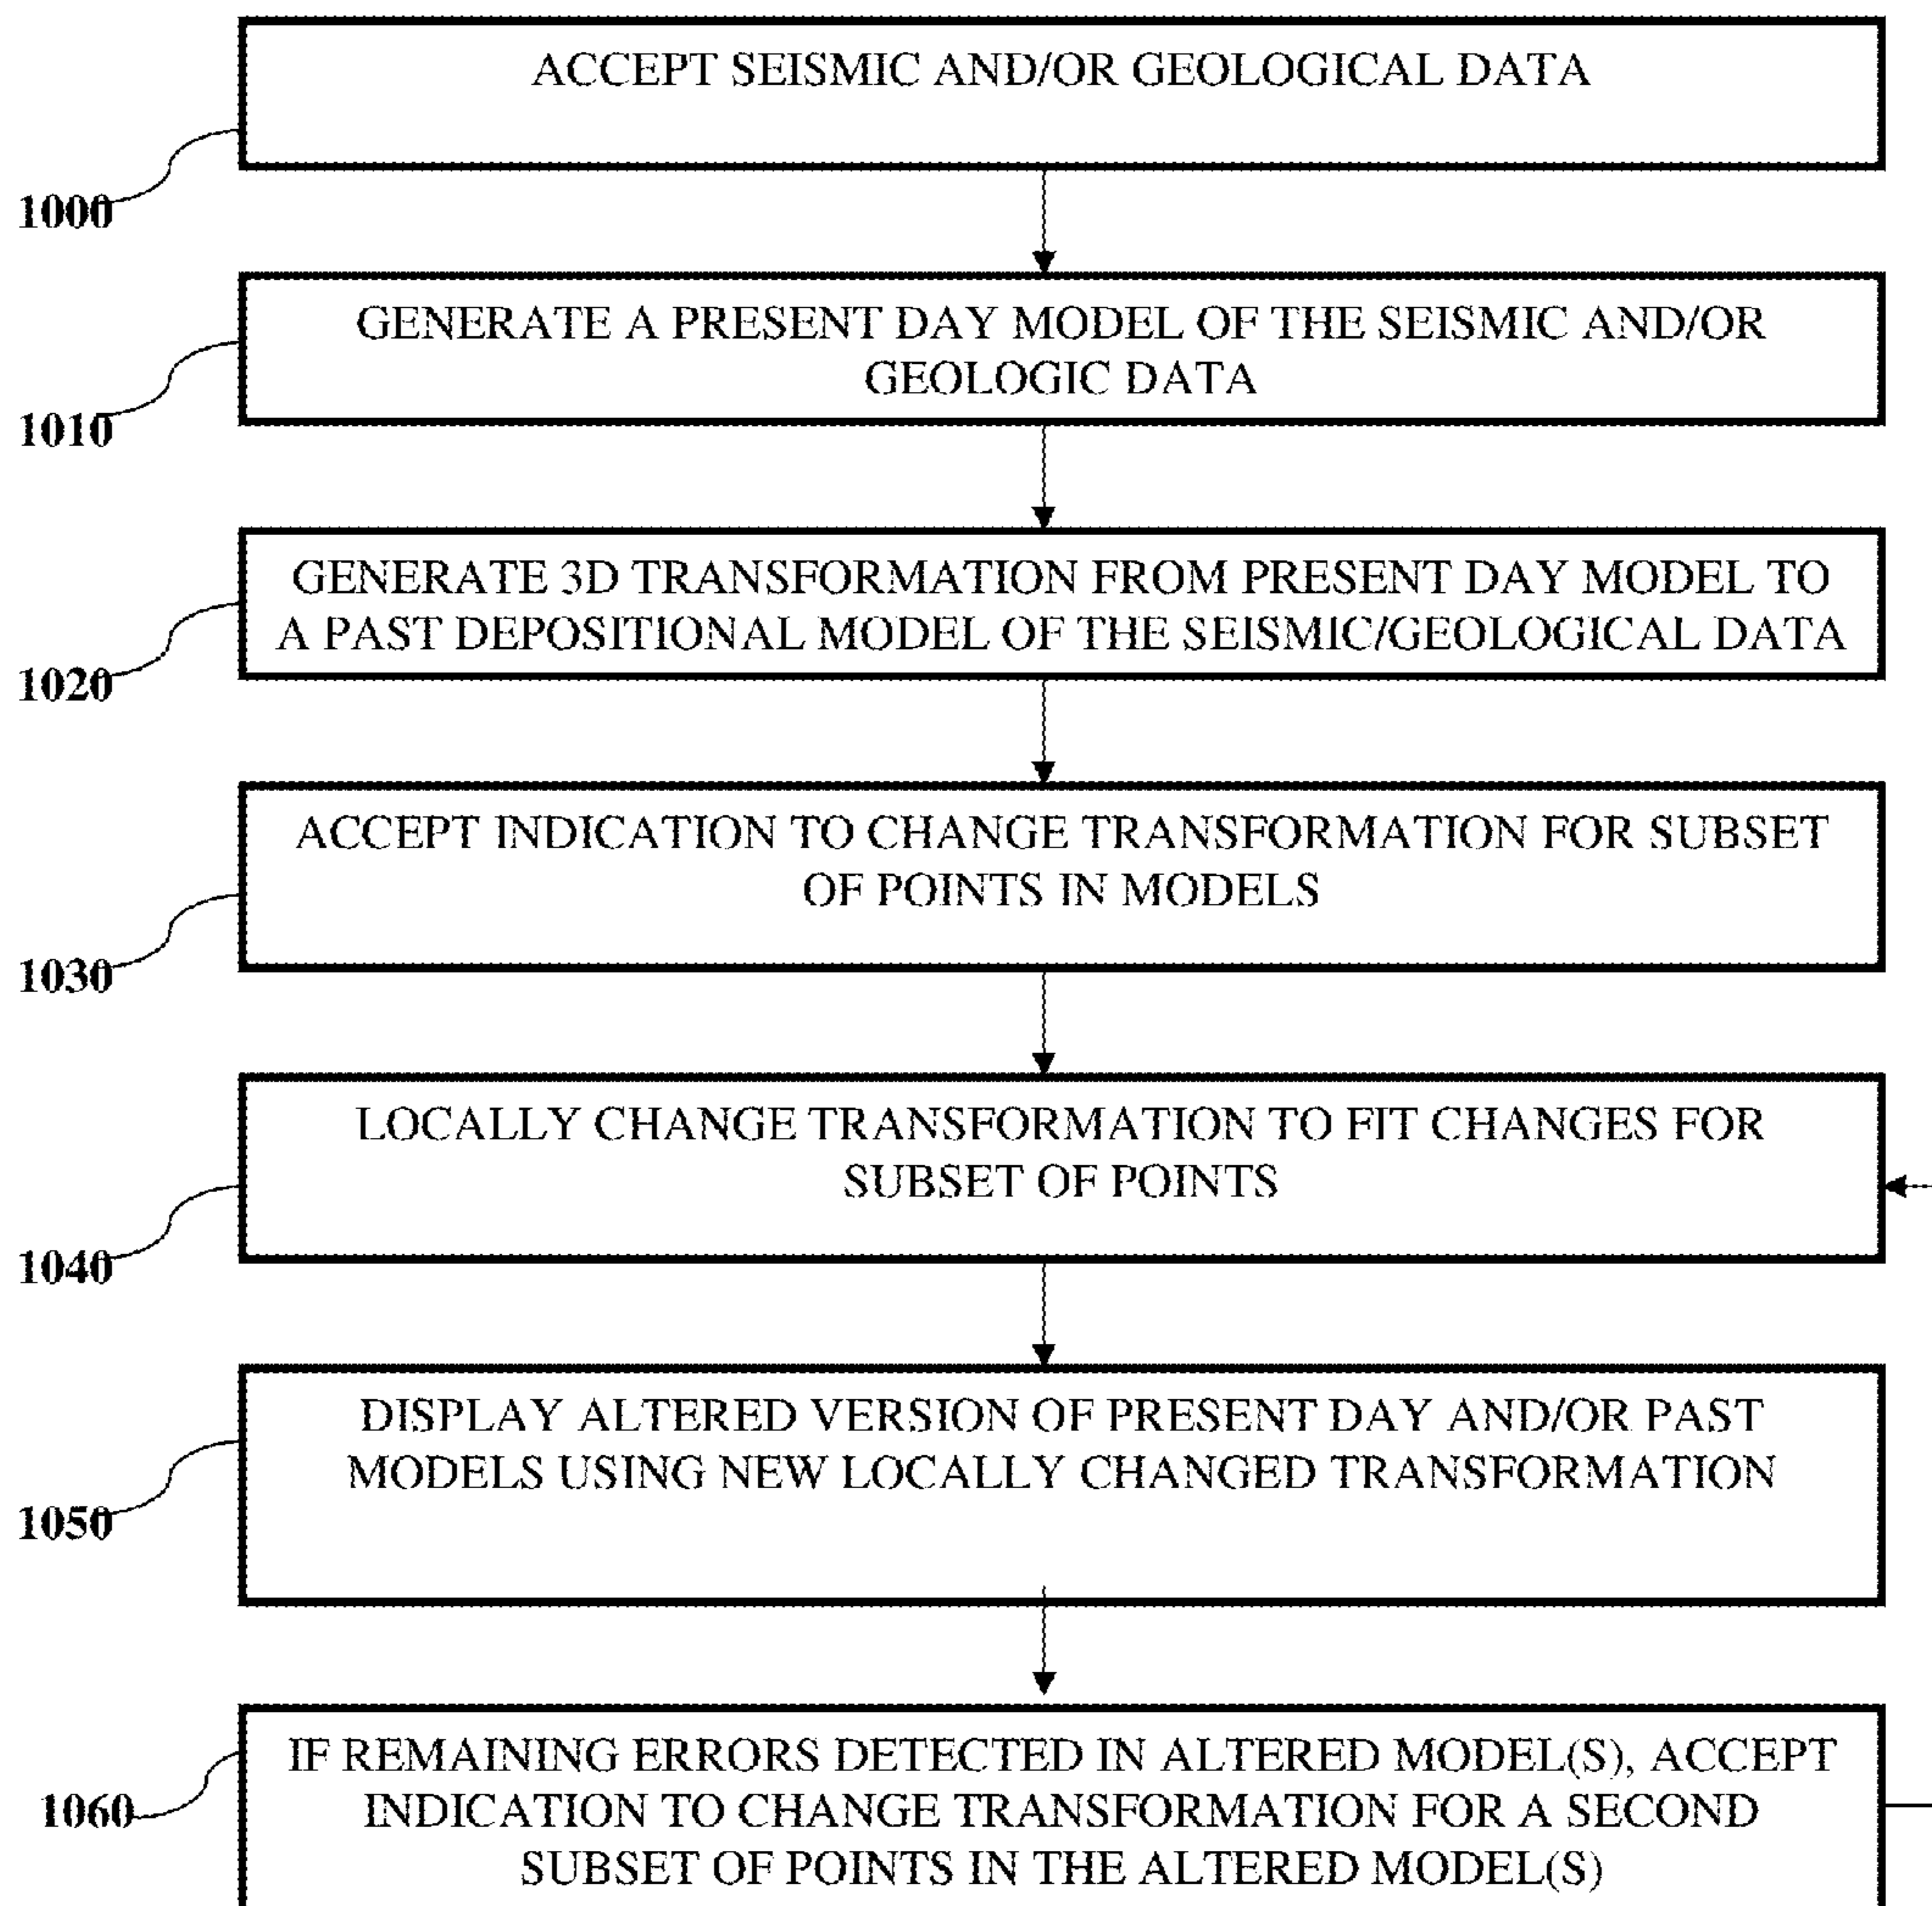 ACCEPT SEISMIC AND/OR GEOLOGICAL DATA
1000
GENERATE A PRESENT DAY MODEL OF THE SEISMIC AND/OR
GEOLOGIC DATA
1010
GENERATE 3D TRANSFORMATION FROM PRESENT DAY MODEL TO
A PAST DEPOSITIONAL MODEL OF THE SEISMIC/GEOLOGICAL DATA
1020
ACCEPT INDICATION TO CHANGE TRANSFORMATION FOR SUBSET
OF POINTS IN MODELS
1030
LOCALLY CHANGE TRANSFORMATION TO FIT CHANGES FOR
SUBSET OF POINTS
1040
DISPLAY ALTERED VERSION OF PRESENT DAY AND/OR PAST
MODELS USING NEW LOCALLY CHANGED TRANSFORMATION
1050
IF REMAINING ERRORS DETECTED IN ALTERED MODEL(S), ACCEPT
INDICATION TO CHANGE TRANSFORMATION FOR A SECOND
SUBSET OF POINTS IN THE ALTERED MODEL(S)
1060